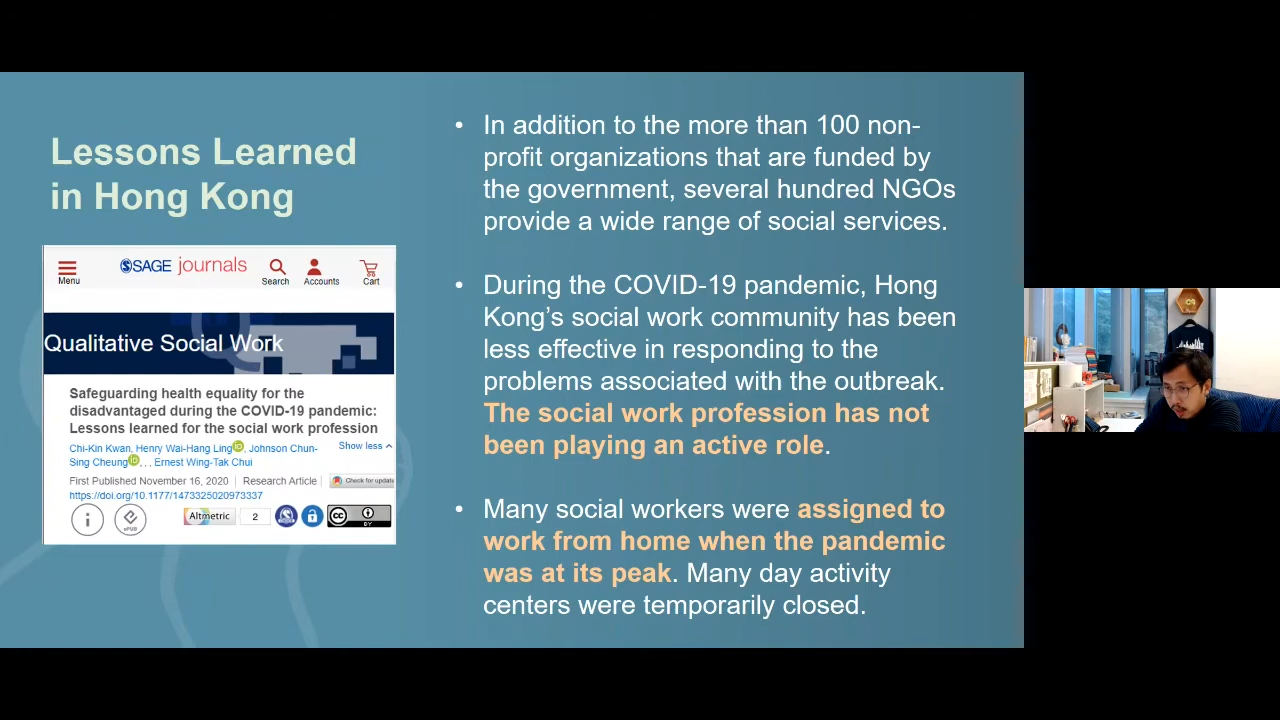 Lessons Learned
in Hong Kong
SAGE journals
Menu
Search
Accounts
Cart
Qualitative Social Work
Safeguarding health equality for the
disadvantaged during the COVID-19 pandemic:
Lessons learned for the social work profession
Chi-Kin Kwan, Henry Wai-Hang Ling iD, Johnson Chun-
Show less
Sing Cheung iD, , , Ernest Wing-Tak Chui
First Published November 16, 2020 | Research Article |
Check for updates
https://doi.org/10.1177/1473325020973337
i
ePUB
Altmetric
2
cc
BY
• In addition to the more than 100 non-
profit organizations that are funded by
the government, several hundred NGOs
provide a wide range of social services.
• During the COVID-19 pandemic, Hong
Kong’s social work community has been
less effective in responding to the
problems associated with the outbreak.
The social work profession has not
been playing an active role.
• Many social workers were assigned to
work from home when the pandemic
was at its peak. Many day activity
centers were temporarily closed.